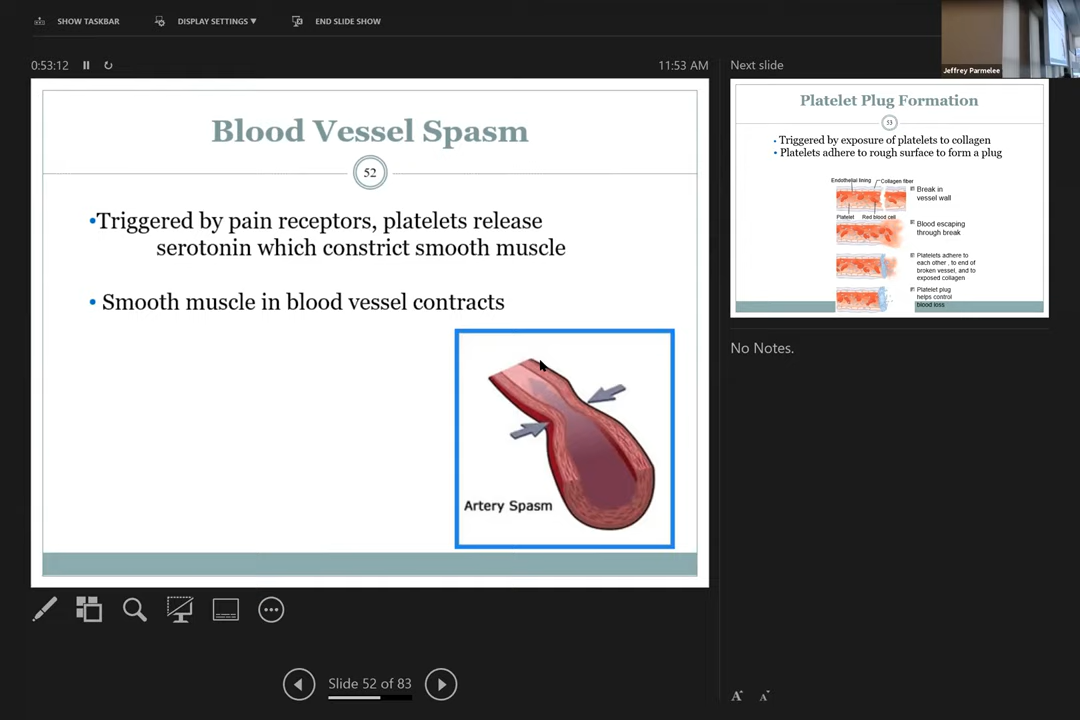 SHOW TASKBAR
DISPLAY SETTINGS ▼
END SLIDE SHOW
Jeffrey Parmelee
0:53:12
11:53 AM
Blood Vessel Spasm
52
•Triggered by pain receptors, platelets release
serotonin which constrict smooth muscle
• Smooth muscle in blood vessel contracts
Artery Spasm
Slide 52 of 83
Next slide
Platelet Plug Formation
53
• Triggered by exposure of platelets to collagen
• Platelets adhere to rough surface to form a plug
Endothelial lining
Collagen fiber
Break in
vessel wall
Platelet
Red blood cell
Blood escaping
through break
Platelets adhere to
each other , to end of
broken vessel, and to
exposed collagen
Platelet plug
helps control
blood loss
No Notes.
A
A